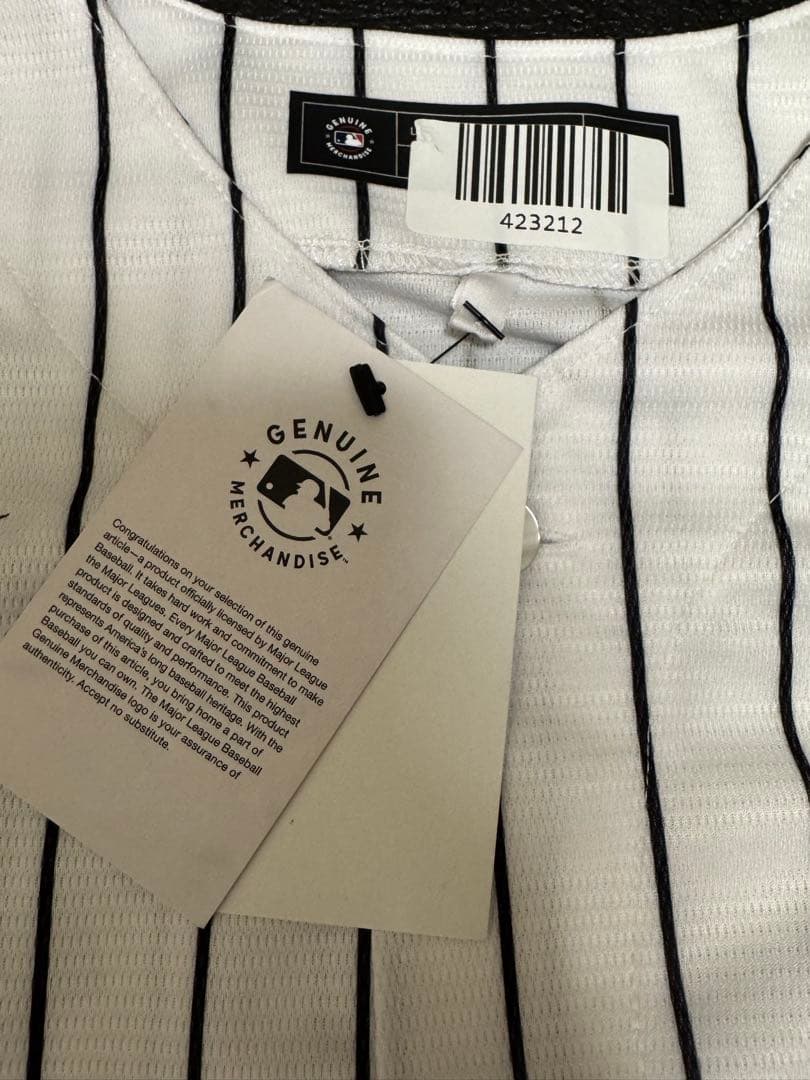 GENUINE
MERCHANDISE
423212
GENUINE
MERCHANDISE™
Congratulations on your selection of this genuine
article—a product officially licensed by Major League
Baseball. It takes hard work and commitment to make
the Major Leagues. Every Major League Baseball
product is designed and crafted to meet the highest
standards of quality and performance. This product
represents America's long baseball heritage. With the
purchase of this article, you bring home a part of
Baseball you can own. The Major League Baseball
Genuine Merchandise logo is your assurance of
authenticity. Accept no substitute.